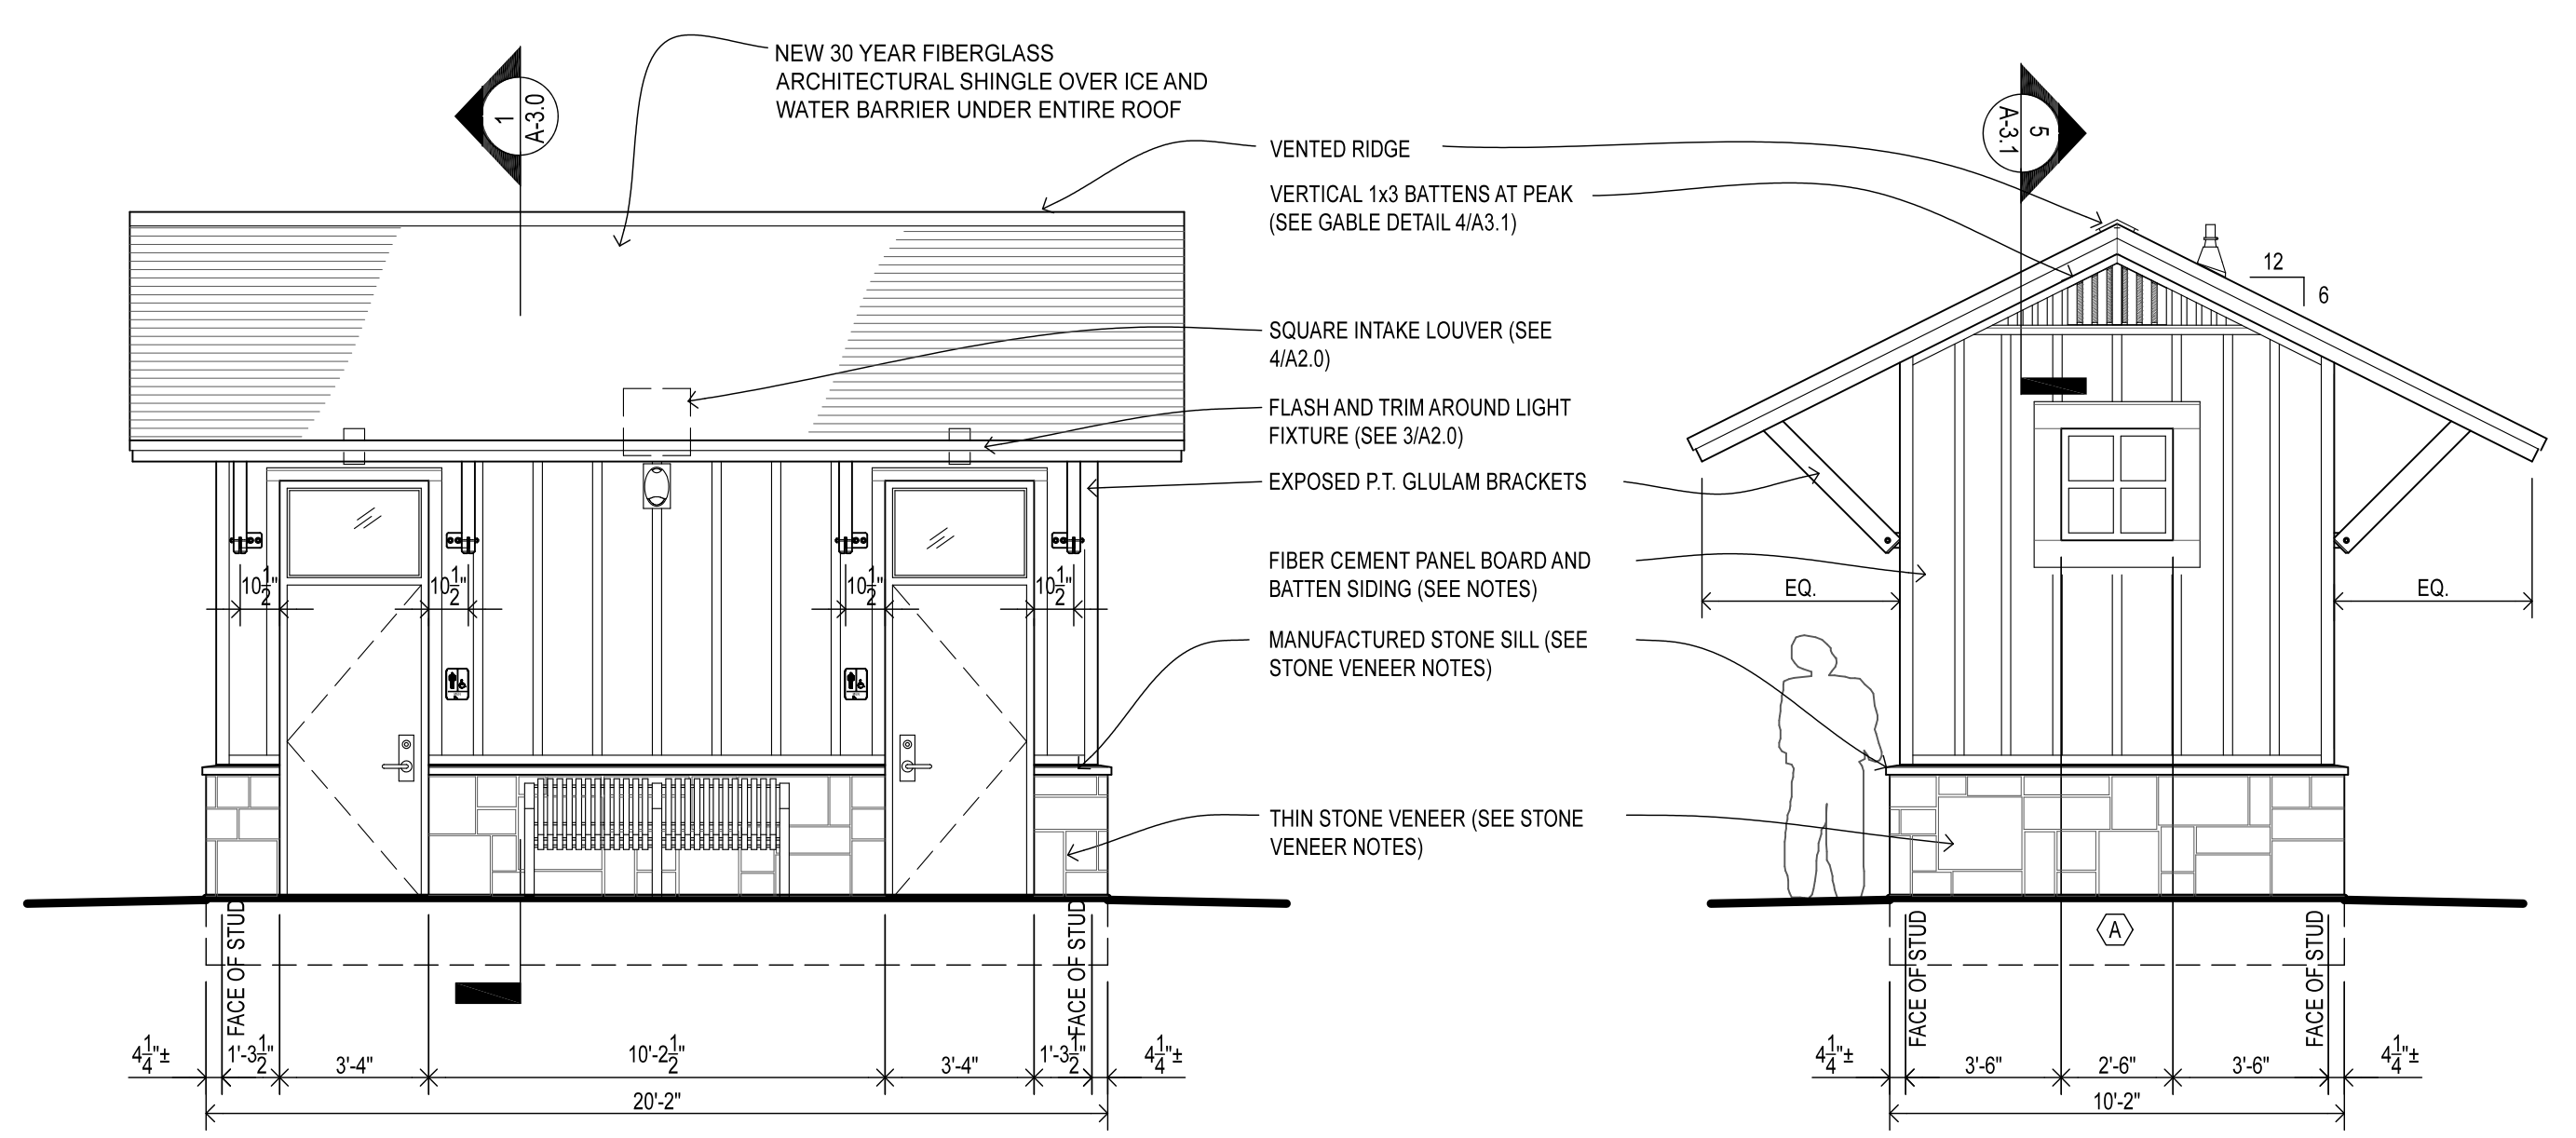 NEW 30 YEAR FIBERGLASS
ARCHITECTURAL SHINGLE OVER ICE AND
WATER BARRIER UNDER ENTIRE ROOF
1
A-3.0
5
A-3.1
VENTED RIDGE
VERTICAL 1x3 BATTENS AT PEAK
(SEE GABLE DETAIL 4/A3.1)
12
6
SQUARE INTAKE LOUVER (SEE
4/A2.0)
FLASH AND TRIM AROUND LIGHT
FIXTURE (SEE 3/A2.0)
EXPOSED P.T. GLULAM BRACKETS
FIBER CEMENT PANEL BOARD AND
BATTEN SIDING (SEE NOTES)
10 1/2"
10 1/2"
10 1/2"
10 1/2"
EQ.
EQ.
MANUFACTURED STONE SILL (SEE
STONE VENEER NOTES)
THIN STONE VENEER (SEE STONE
VENEER NOTES)
FACE OF STUD
FACE OF STUD
FACE OF STUD
A
FACE OF STUD
4 1/4"±
1'-3 1/2"
3'-4"
10'-2 1/2"
3'-4"
1'-3 1/2"
4 1/4"±
20'-2"
4 1/4"±
3'-6"
2'-6"
3'-6"
4 1/4"±
10'-2"